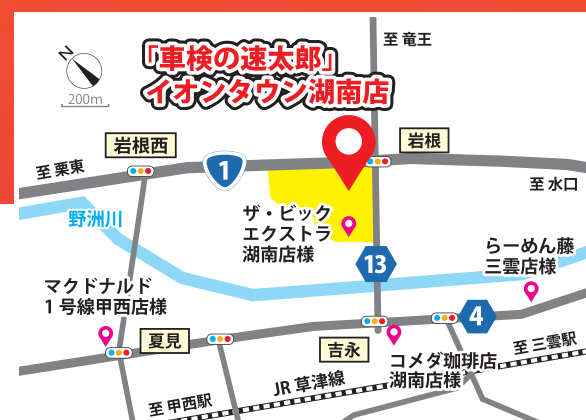 至 竜王
N
200m
「車検の速太郎」
イオンタウン湖南店
岩根西
岩根
1
至 栗東
至 水口
野洲川
ザ・ビック
エクストラ
湖南店様
らーめん藤
三雲店様
13
マクドナルド
1号線甲西店様
4
夏見
吉永
コメダ珈琲店
湖南店様
至 三雲駅
JR 草津線
至 甲西駅